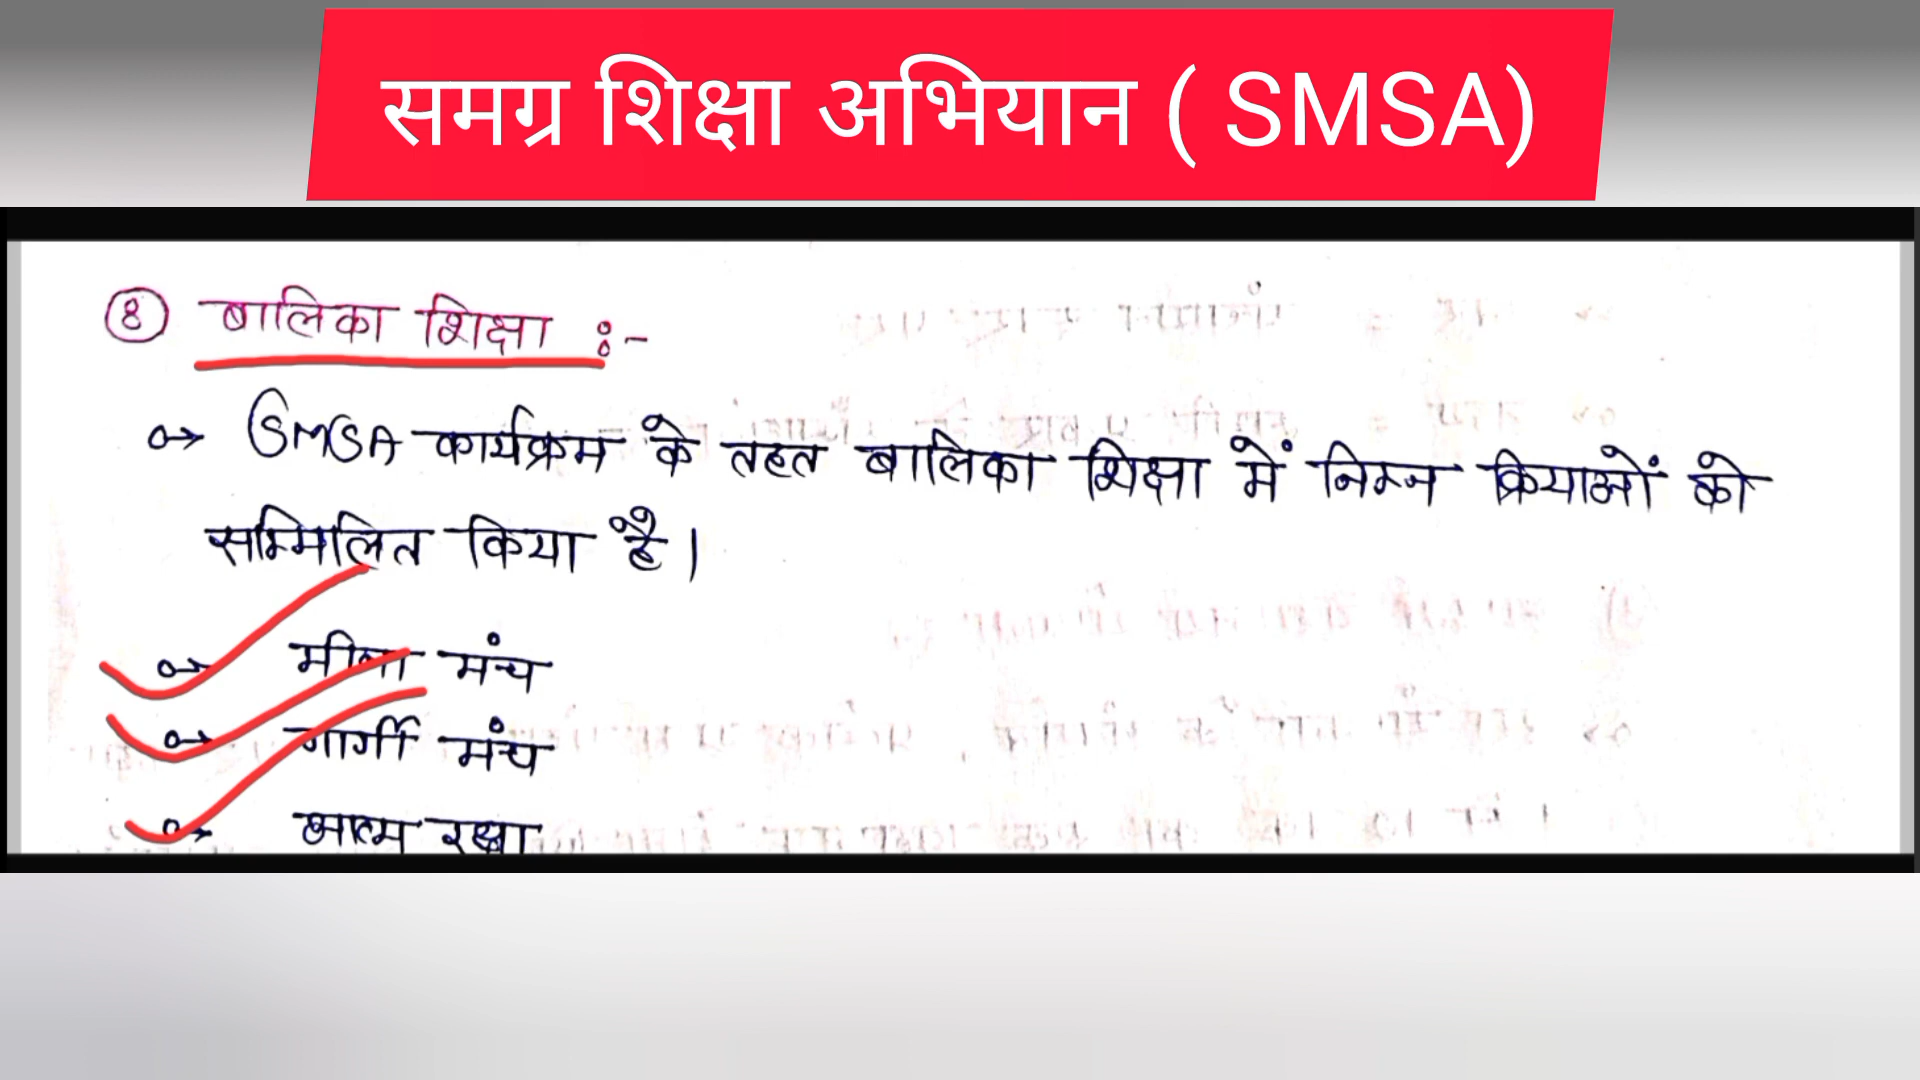 समग्र शिक्षा अभियान ( SMSA)
⑧ बालिका शिक्षा :-
→ SMSA कार्यक्रम के तहत बालिका शिक्षा में निम्न क्रियाओं को
सम्मिलित किया है।
→ मीना मंच
→ गार्गी मंच
→ आत्म रक्षा